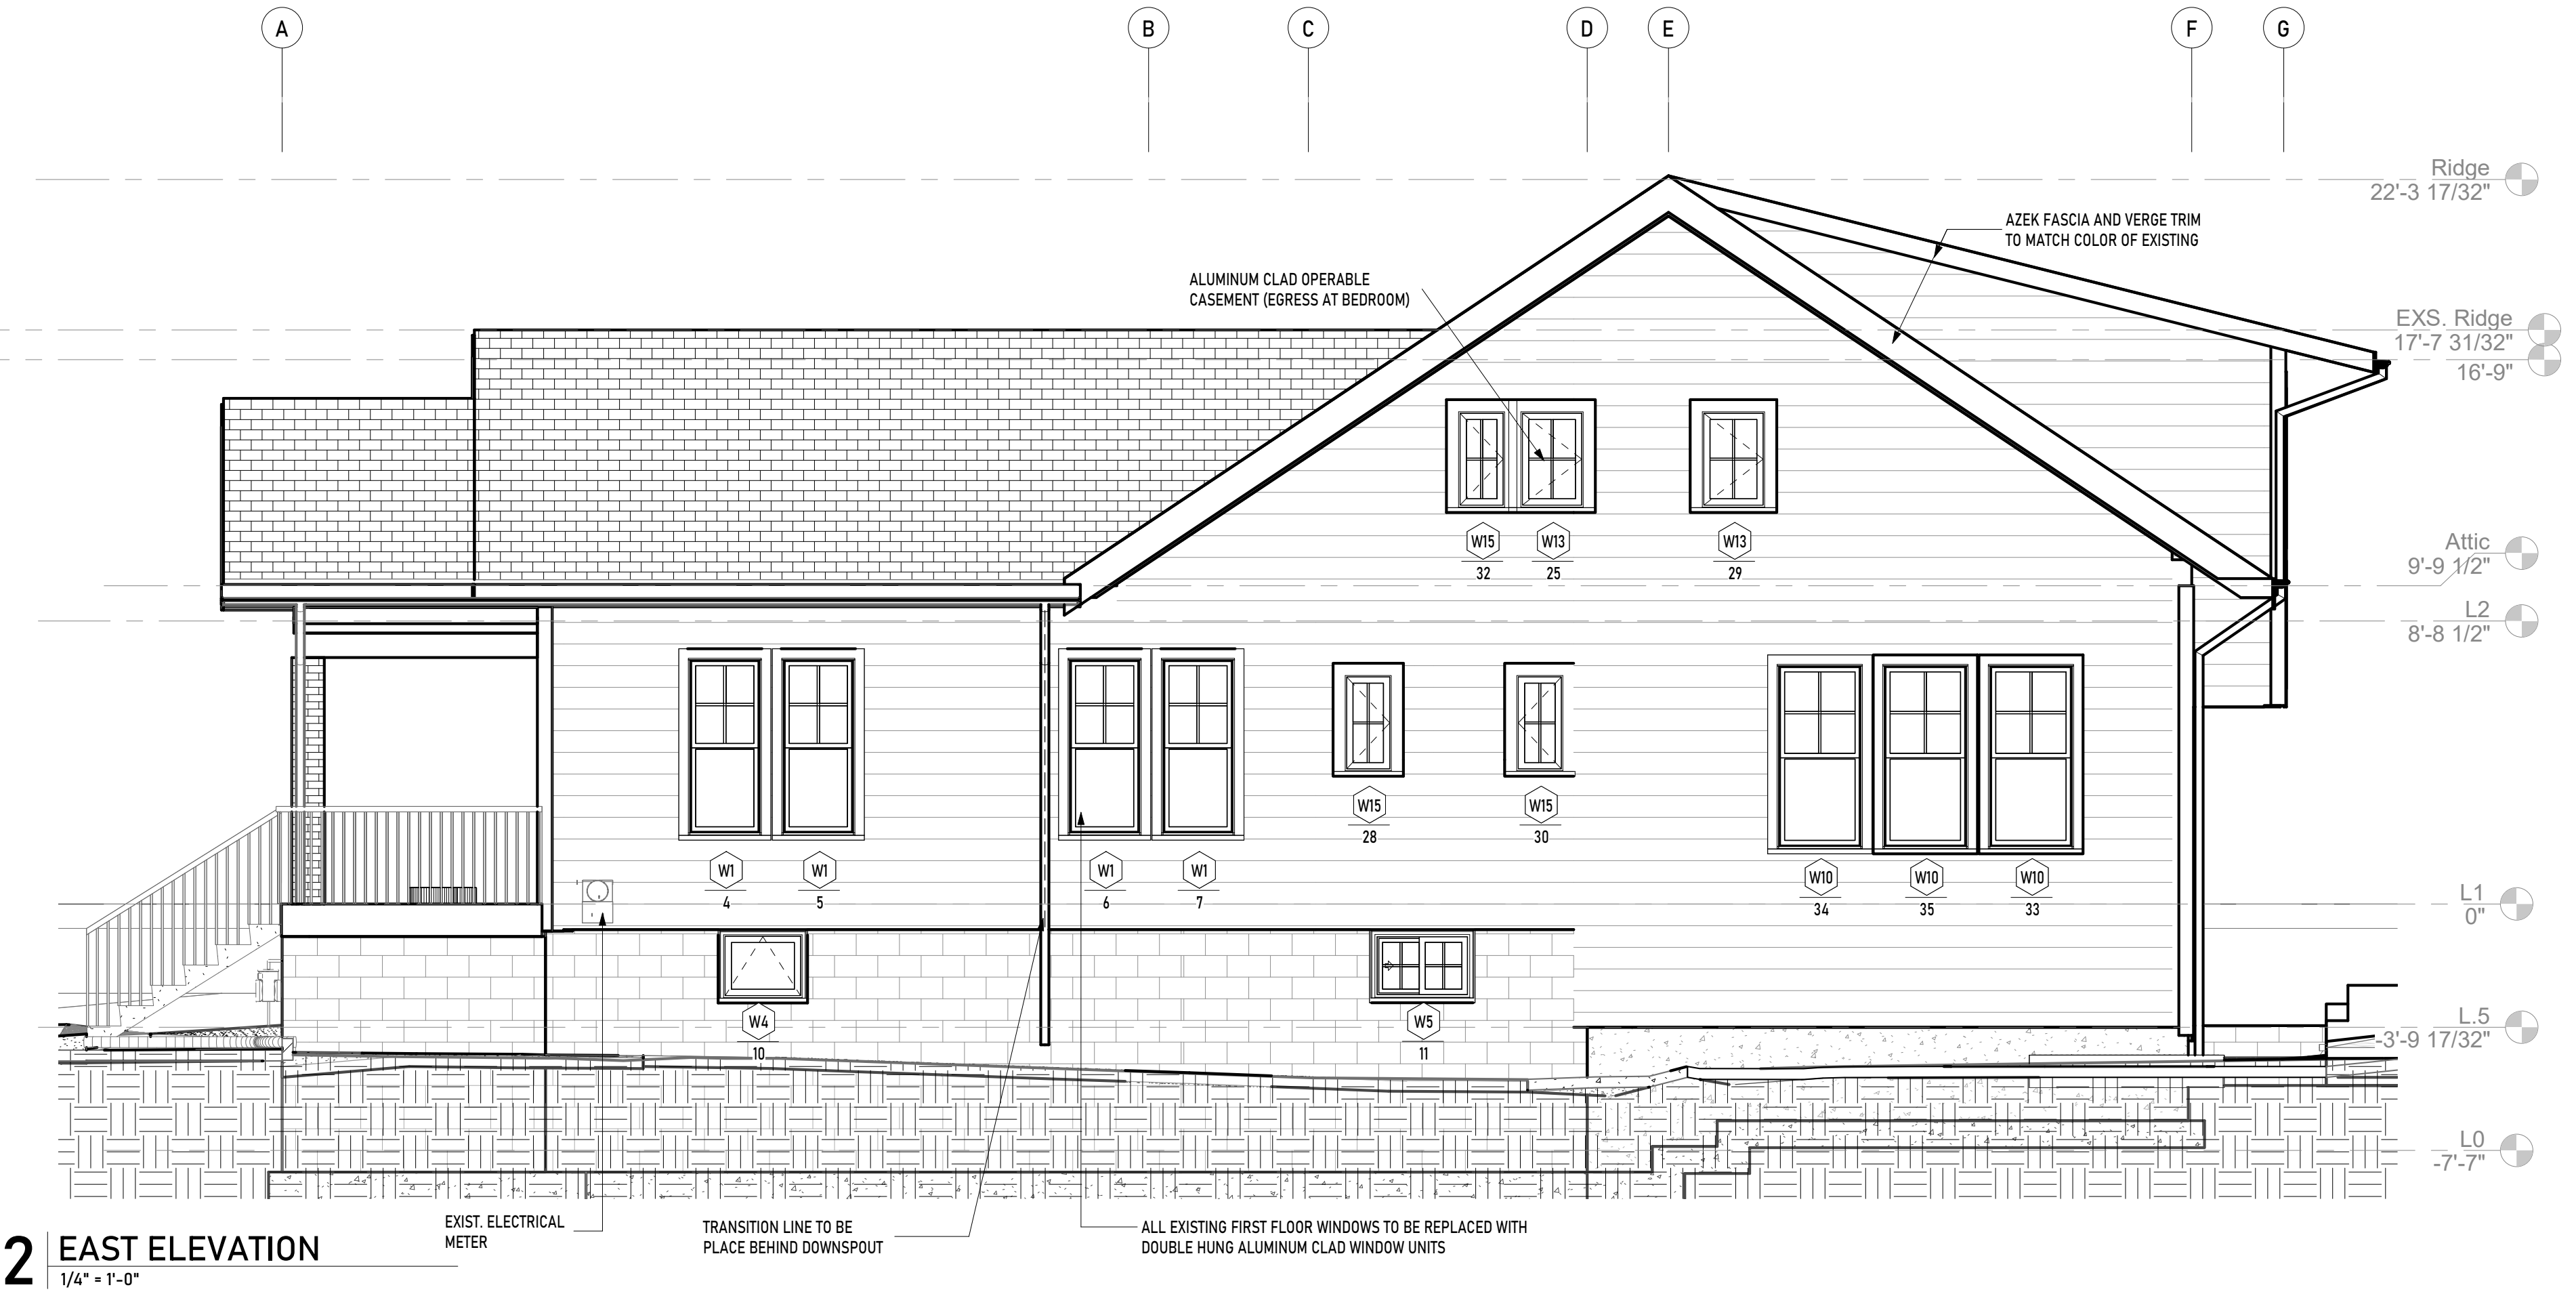 A
B
C
D
E
F
G
Ridge
22'-3 17/32"
AZEK FASCIA AND VERGE TRIM
TO MATCH COLOR OF EXISTING
ALUMINUM CLAD OPERABLE
CASEMENT (EGRESS AT BEDROOM)
EXS. Ridge
17'-7 31/32"
16'-9"
W15
32
W13
25
W13
29
Attic
9'-9 1/2"
L2
8'-8 1/2"
W15
28
W15
30
W1
4
W1
5
W1
6
W1
7
W10
34
W10
35
W10
33
L1
0"
W4
10
W5
11
L.5
-3'-9 17/32"
L0
-7'-7"
EXIST. ELECTRICAL
METER
TRANSITION LINE TO BE
PLACE BEHIND DOWNSPOUT
ALL EXISTING FIRST FLOOR WINDOWS TO BE REPLACED WITH
DOUBLE HUNG ALUMINUM CLAD WINDOW UNITS
2
EAST ELEVATION
1/4" = 1'-0"